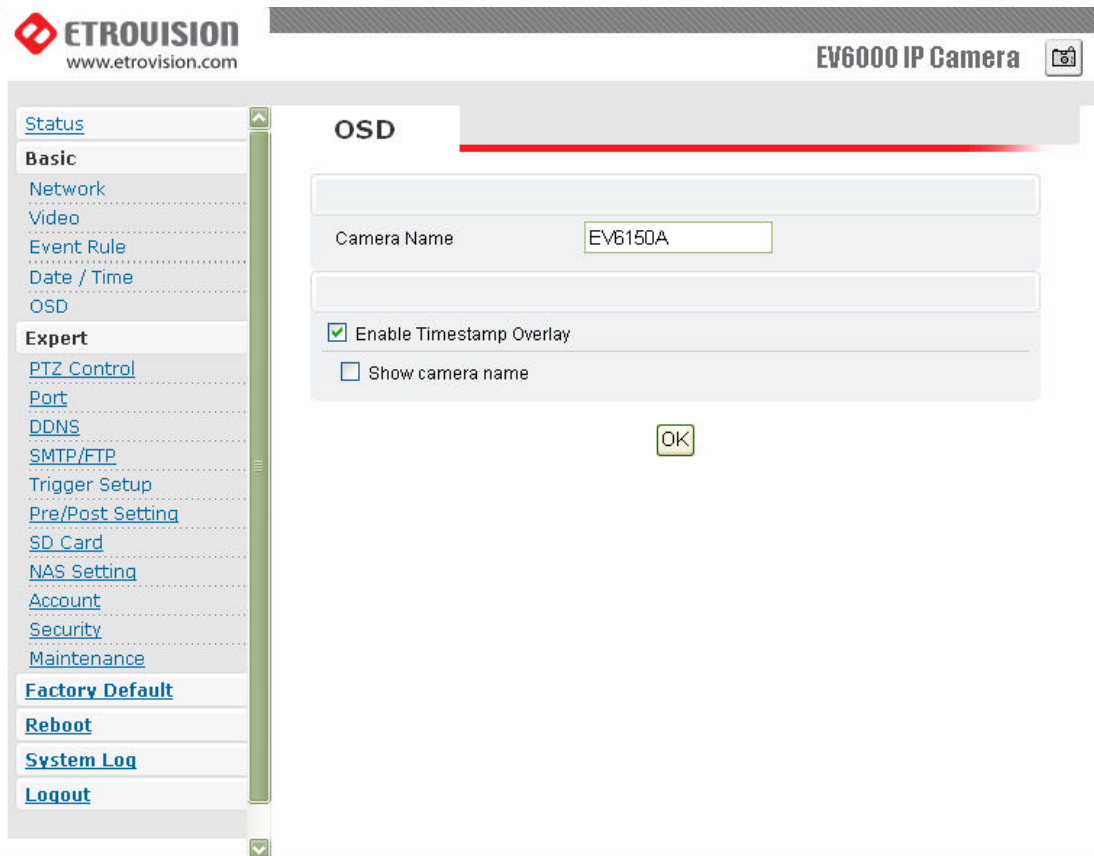 ETROVISION
www.etrovision.com
EV6000 IP Camera
Status
Basic
Network
Video
Event Rule
Date / Time
OSD
Expert
PTZ Control
Port
DDNS
SMTP/FTP
Trigger Setup
Pre/Post Setting
SD Card
NAS Setting
Account
Security
Maintenance
Factory Default
Reboot
System Log
Logout
OSD
Camera Name EV6150A
Enable Timestamp Overlay
Show camera name
OK